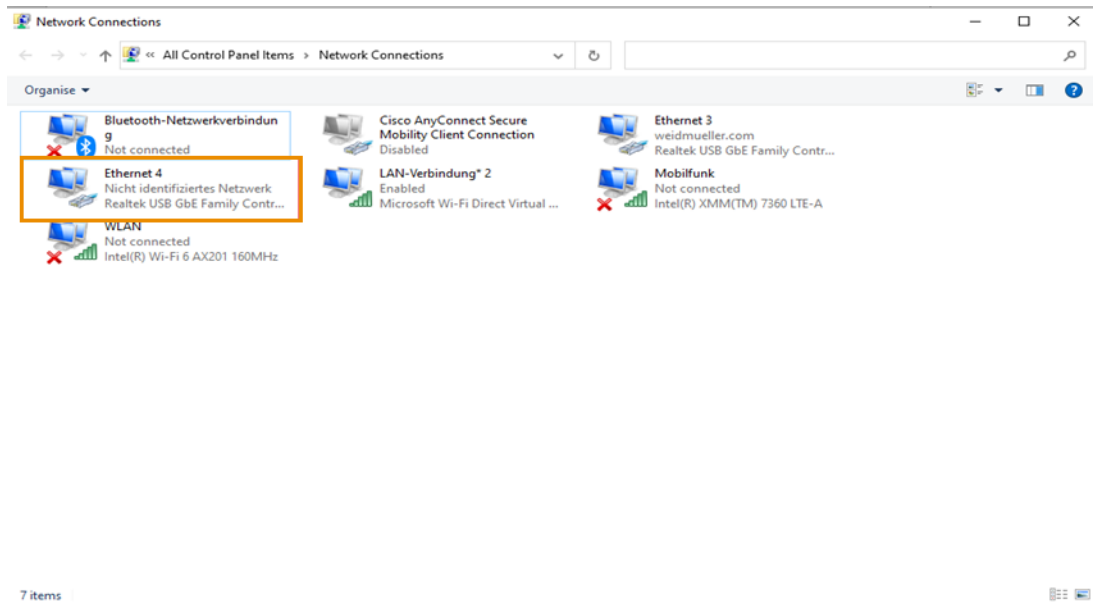 Network Connections
« All Control Panel Items > Network Connections
Organise
Bluetooth-Netzwerkverbindun
g
Not connected
Cisco AnyConnect Secure
Mobility Client Connection
Disabled
Ethernet 3
weidmueller.com
Realtek USB GbE Family Contr...
Ethernet 4
Nicht identifiziertes Netzwerk
Realtek USB GbE Family Contr...
LAN-Verbindung* 2
Enabled
Microsoft Wi-Fi Direct Virtual ...
Mobilfunk
Not connected
Intel(R) XMM(TM) 7360 LTE-A
WLAN
Not connected
Intel(R) Wi-Fi 6 AX201 160MHz
7 items